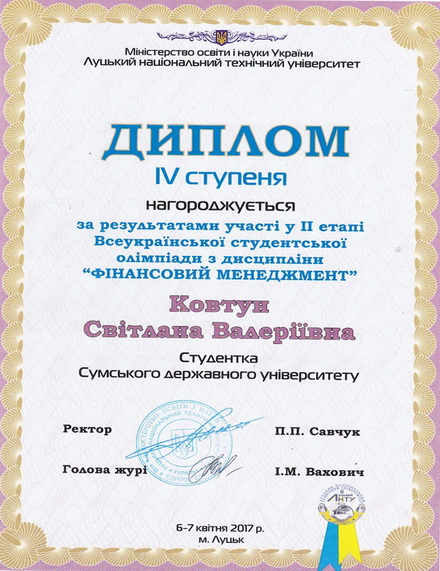 Міністерство освіти і науки України
Луцький національний технічний університет
ДИПЛОМ
IV ступеня
нагороджується
за результатами участі у II етапі
Всеукраїнської студентської
олімпіади з дисципліни
“ФІНАНСОВИЙ МЕНЕДЖМЕНТ”
Ковтун
Світлана Валеріївна
Студентка
Сумського державного університету
Ректор П.П. Савчук
Голова журі І.М. Вахович
ЛНТУ
6-7 квітня 2017 р.
м. Луцьк